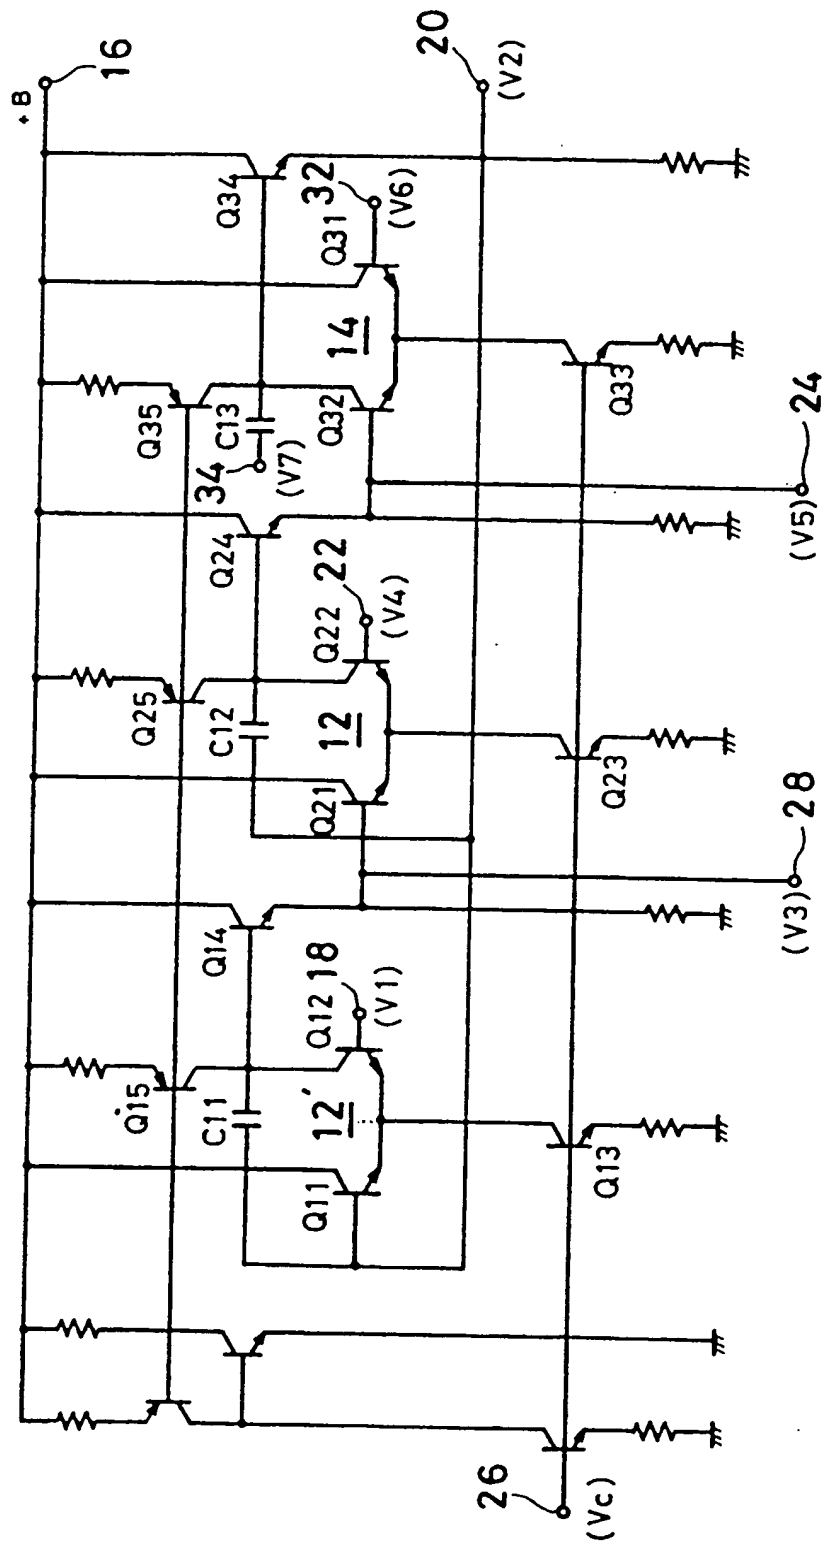 +B
16
20
(V2)
Q34
32
(V6)
Q31
14
Q35
C13
Q32
Q33
34
(V7)
24
(V5)
Q24
22
(V4)
Q22
Q25
C12
12
Q21
Q23
28
(V3)
Q14
18
(V1)
Q12
Q15
C11
12'
Q11
Q13
26
(Vc)